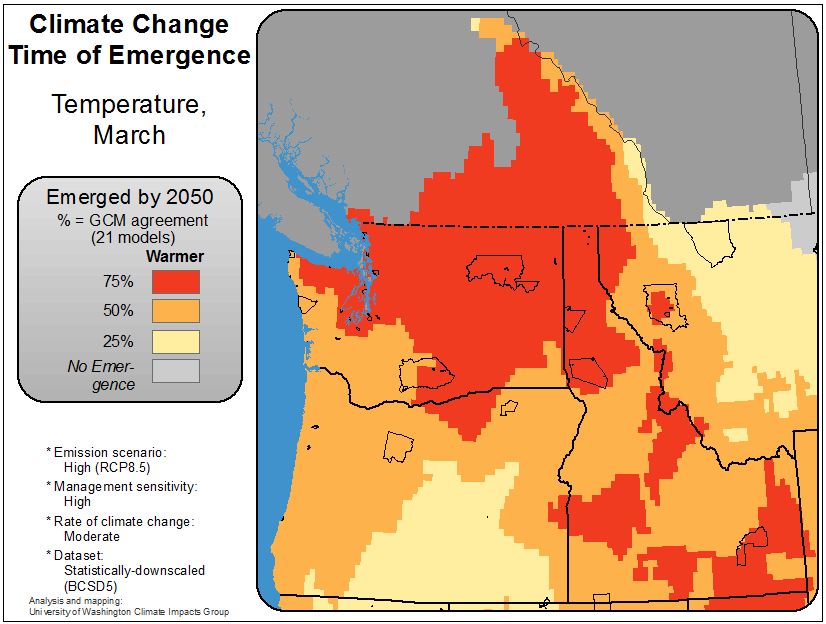 Climate Change
Time of Emergence
Temperature,
March
Emerged by 2050
% = GCM agreement
(21 models)
Warmer
75%
50%
25%
No Emer-
gence
* Emission scenario:
High (RCP8.5)
* Management sensitivity:
High
* Rate of climate change:
Moderate
* Dataset:
Statistically-downscaled
(BCSD5)
Analysis and mapping:
University of Washington Climate Impacts Group